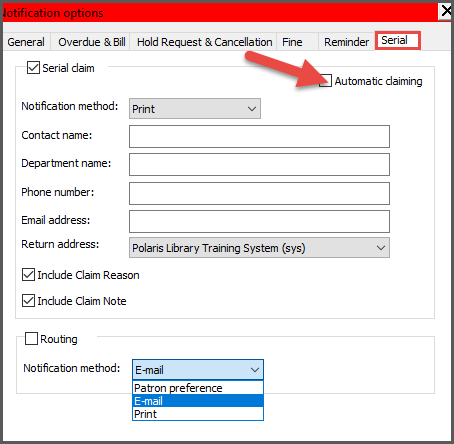 Notification options
General Overdue & Bill Hold Request & Cancellation Fine Reminder Serial
Serial claim
Automatic claiming
Notification method: Print
Contact name:
Department name:
Phone number:
Email address:
Return address: Polaris Library Training System (sys)
Include Claim Reason
Include Claim Note
Routing
Notification method: E-mail
Patron preference
E-mail
Print